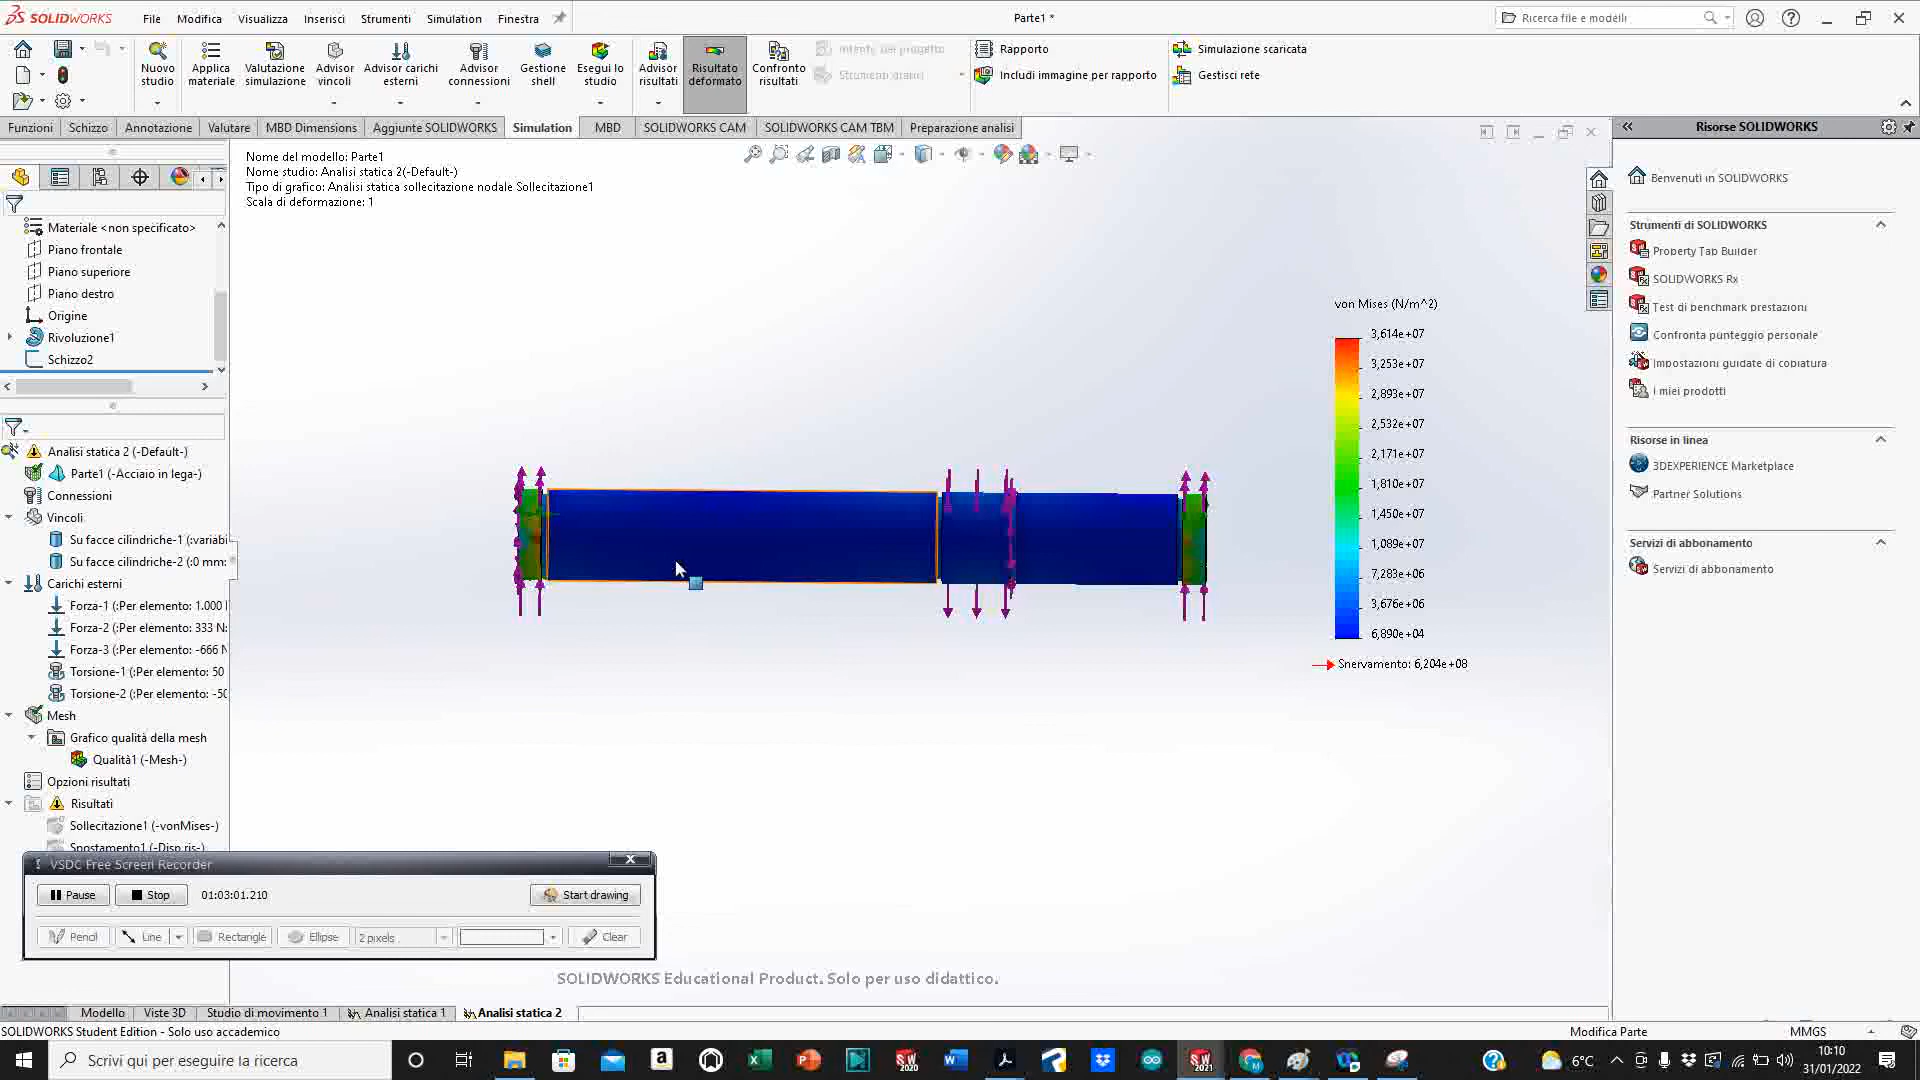 SOLIDWORKS
File
Modifica
Visualizza
Inserisci
Strumenti
Simulation
Finestra
Parte1 *
Ricerca file e modelli
Nuovo studio
Applica materiale
Valutazione simulazione
Advisor vincoli
Advisor carichi esterni
Advisor connessioni
Gestione shell
Esegui lo studio
Advisor risultati
Risultato deformato
Confronto risultati
Rapporto
Includi immagine per rapporto
Simulazione scaricata
Gestisci rete
Funzioni
Schizzo
Annotazione
Valutare
MBD Dimensions
Aggiunte SOLIDWORKS
Simulation
MBD
SOLIDWORKS CAM
SOLIDWORKS CAM TBM
Preparazione analisi
Materiale <non specificato>
Piano frontale
Piano superiore
Piano destro
Origine
Rivoluzione1
Schizzo2
Analisi statica 2 (-Default-)
Parte1 (-Acciaio in lega-)
Connessioni
Vincoli
Su facce cilindriche-1 (:variabi
Su facce cilindriche-2 (:0 mm:
Carichi esterni
Forza-1 (:Per elemento: 1.000
Forza-2 (:Per elemento: 333 N:
Forza-3 (:Per elemento: -666 N
Torsione-1 (:Per elemento: 50
Torsione-2 (:Per elemento: -50
Mesh
Grafico qualità della mesh
Qualità1 (-Mesh-)
Opzioni risultati
Risultati
Sollecitazione1 (-vonMises-)
Spostamento1 (-Disp ris-)
Nome del modello: Parte1
Nome studio: Analisi statica 2(-Default-)
Tipo di grafico: Analisi statica sollecitazione nodale Sollecitazione1
Scala di deformazione: 1
von Mises (N/m^2)
3,614e+07
3,253e+07
2,893e+07
2,532e+07
2,171e+07
1,810e+07
1,450e+07
1,089e+07
7,283e+06
3,676e+06
6,890e+04
Snervamento: 6,204e+08
Risorse SOLIDWORKS
Benvenuti in SOLIDWORKS
Strumenti di SOLIDWORKS
Property Tap Builder
SOLIDWORKS Rx
Test di benchmark prestazioni
Confronta punteggio personale
Impostazioni guidate di copiatura
I miei prodotti
Risorse in linea
3DEXPERIENCE Marketplace
Partner Solutions
Servizi di abbonamento
Servizi di abbonamento
VSDC Free Screen Recorder
Pause
Stop
01:03:01.210
Start drawing
Pencil
Line
Rectangle
Ellipse
2 pixels
Clear
SOLIDWORKS Educational Product. Solo per uso didattico.
Modello
Viste 3D
Studio di movimento 1
Analisi statica 1
Analisi statica 2
SOLIDWORKS Student Edition - Solo uso accademico
Modifica Parte
MMGS
Scrivi qui per eseguire la ricerca
6°C
10:10
31/01/2022